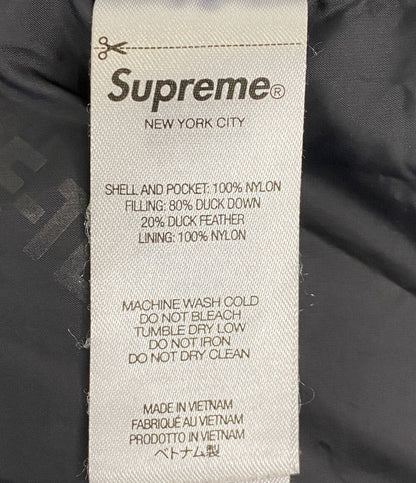 Supreme®
NEW YORK CITY
SHELL AND POCKET: 100% NYLON
FILLING: 80% DUCK DOWN
20% DUCK FEATHER
LINING: 100% NYLON
MACHINE WASH COLD
DO NOT BLEACH
TUMBLE DRY LOW
DO NOT IRON
DO NOT DRY CLEAN
MADE IN VIETNAM
FABRIQUÉ AU VIETNAM
PRODOTTO IN VIETNAM
ベトナム製